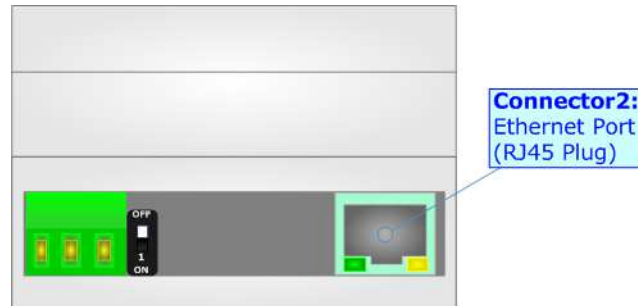 Connector2:
Ethernet Port
(RJ45 Plug)
OFF
1
ON